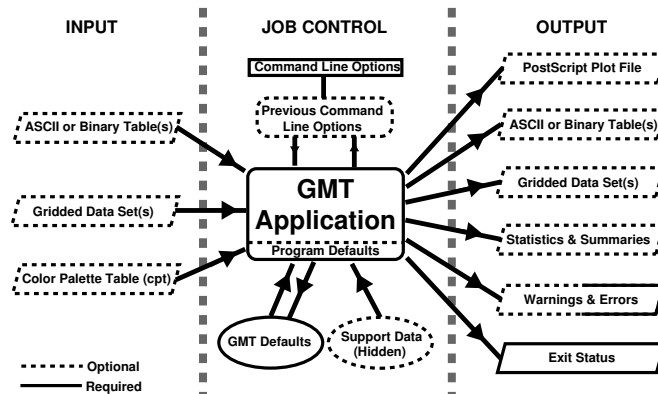 INPUT
JOB CONTROL
OUTPUT
Command Line Options
Previous Command
Line Options
ASCII or Binary Table(s)
Gridded Data Set(s)
Color Palette Table (cpt)
GMT
Application
Program Defaults
GMT Defaults
Support Data
(Hidden)
PostScript Plot File
ASCII or Binary Table(s)
Gridded Data Set(s)
Statistics & Summaries
Warnings & Errors
Exit Status
Optional
Required